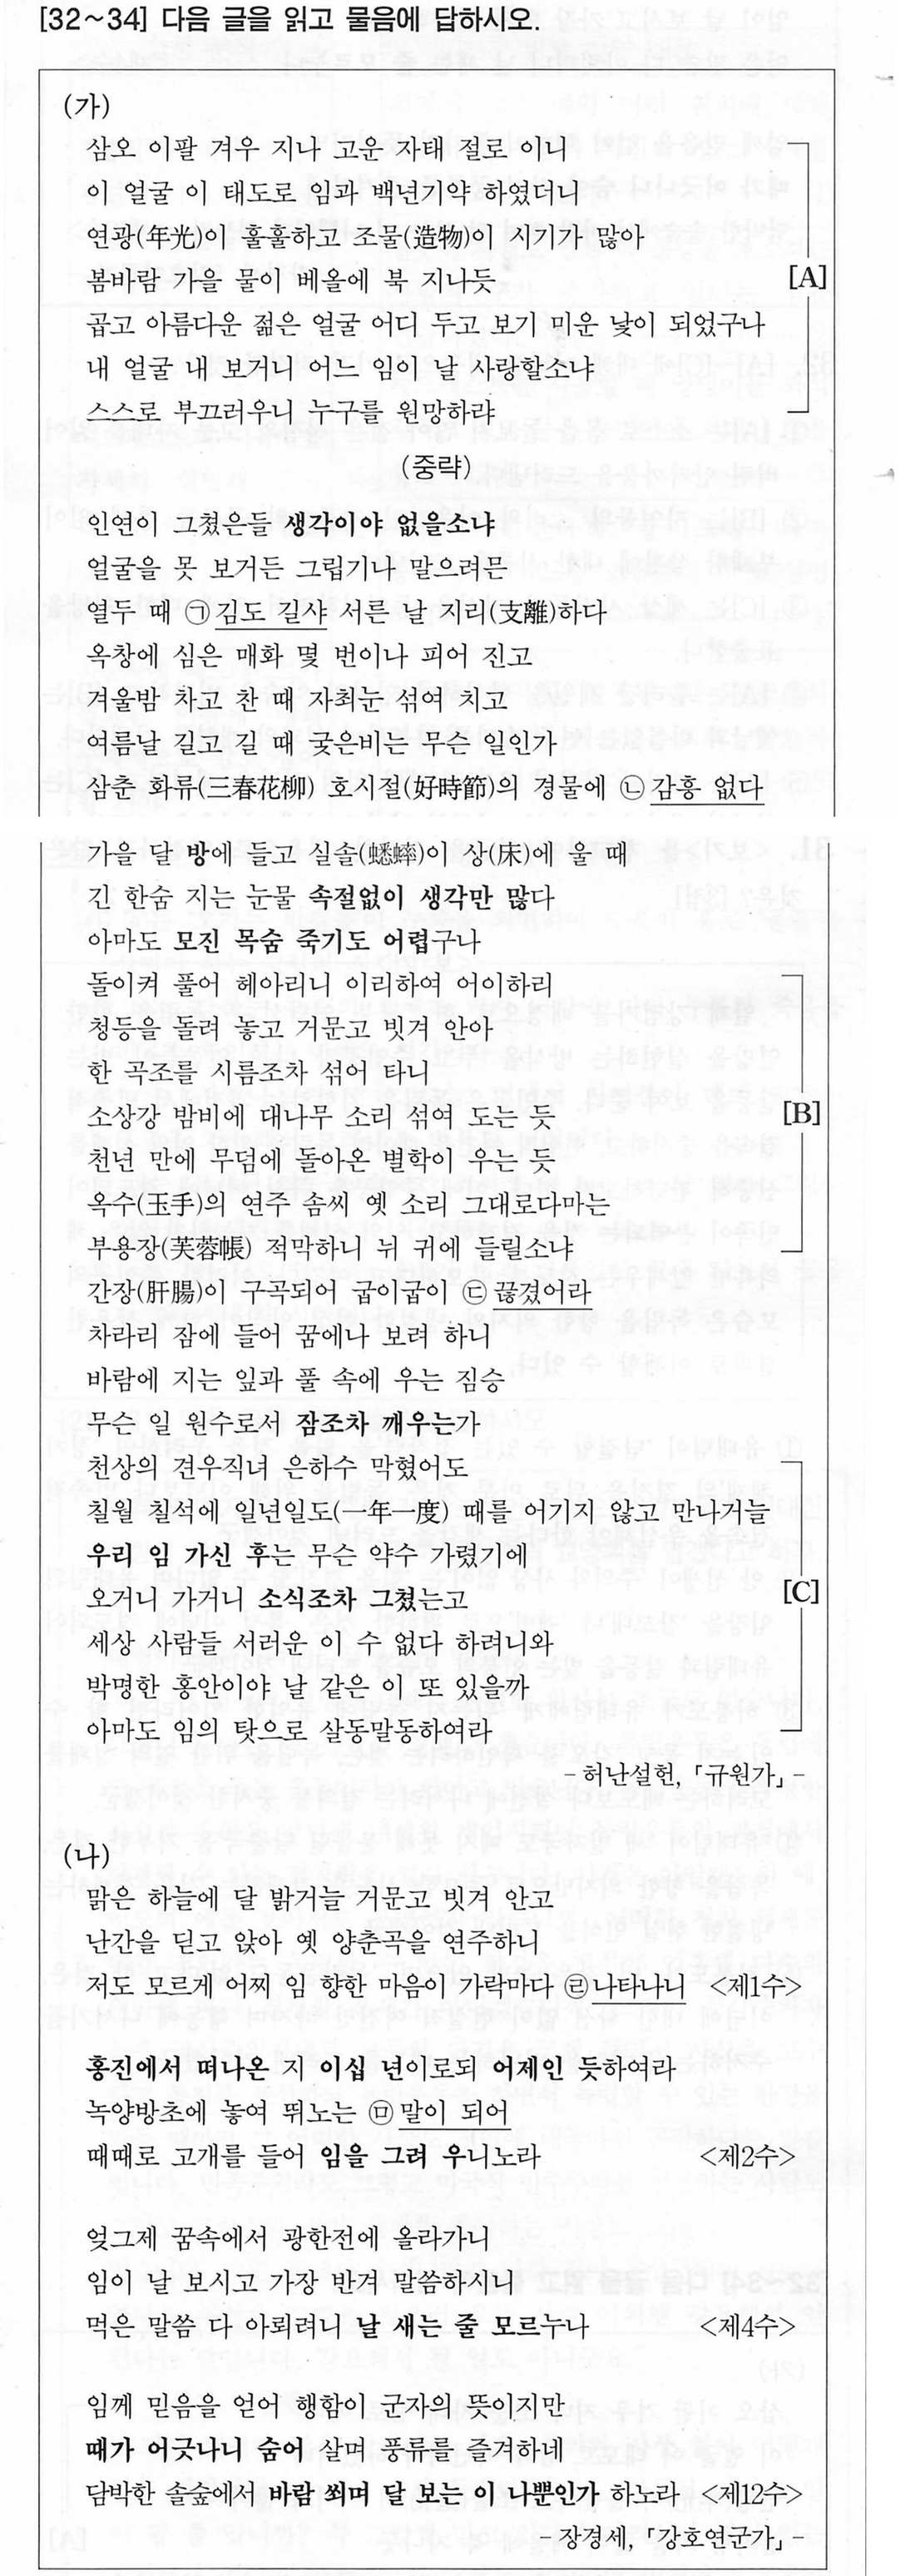 [32~34] 다음 글을 읽고 물음에 답하시오.
(가)
삼오 이팔 겨우 지나 고운 자태 절로 이니
이 얼굴 이 태도로 임과 백년기약 하였더니
연광(年光)이 훌훌하고 조물(造物)이 시기가 많아
봄바람 가을 물이 베올에 북 지나듯
[A]
곱고 아름다운 젊은 얼굴 어디 두고 보기 미운 낯이 되었구나
내 얼굴 내 보거니 어느 임이 날 사랑할소냐
스스로 부끄러우니 누구를 원망하랴
(중략)
인연이 그쳤은들 생각이야 없을소냐
얼굴을 못 보거든 그립기나 말으려믄
열두 때 ㉠김도 길사 서른 날 지리(支離)하다
옥창에 심은 매화 몇 번이나 피어 진고
겨울밤 차고 찬 때 자최눈 섞여 치고
여름날 길고 길 때 궂은비는 무슨 일인가
삼춘 화류(三春花柳) 호시절(好時節)의 경물에 ㉡감흥 없다
가을 달 방에 들고 실솔(蟋蟀)이 상(床)에 울 때
긴 한숨 지는 눈물 속절없이 생각만 많다
아마도 모진 목숨 죽기도 어렵구나
돌이켜 풀어 헤아리니 이리하여 어이하리
청등을 돌려 놓고 거문고 빗겨 안아
한 곡조를 시름조차 섞어 타니
소상강 밤비에 대나무 소리 섞여 도는 듯
[B]
천년 만에 무덤에 돌아온 별학이 우는 듯
옥수(玉手)의 연주 솜씨 옛 소리 그대로다마는
부용장(芙蓉帳) 적막하니 뉘 귀에 들릴소냐
간장(肝腸)이 구곡되어 굽이굽이 ㉢끊겼어라
차라리 잠에 들어 꿈에나 보려 하니
바람에 지는 잎과 풀 속에 우는 짐승
무슨 일 원수로서 잠조차 깨우는가
천상의 견우직녀 은하수 막혔어도
칠월 칠석에 일년일도(一年一度) 때를 어기지 않고 만나거늘
우리 임 가신 후는 무슨 약수 가렸기에
오거니 가거니 소식조차 그쳤는고
[C]
세상 사람들 서러운 이 수 없다 하려니와
박명한 홍안이야 날 같은 이 또 있을까
아마도 임의 탓으로 살동말동하여라
- 허난설헌, 「규원가」 -
(나)
맑은 하늘에 달 밝거늘 거문고 빗겨 안고
난간을 딛고 앉아 옛 양춘곡을 연주하니
저도 모르게 어찌 임 향한 마음이 가락마다 ㉣나타나니 <제1수>
홍진에서 떠나온 지 이십 년이로되 어제인 듯하여라
녹양방초에 놓여 뛰노는 ㉤말이 되어
때때로 고개를 들어 임을 그려 우니노라 <제2수>
엊그제 꿈속에서 광한전에 올라가니
임이 날 보시고 가장 반겨 말씀하시니
먹은 말씀 다 아뢰려니 날 새는 줄 모르누나 <제4수>
임께 믿음을 얻어 행함이 군자의 뜻이지만
때가 어긋나니 숨어 살며 풍류를 즐겨하네
담박한 솔숲에서 바람 쐬며 달 보는 이 나뿐인가 하노라 <제12수>
- 장경세, 「강호연군가」 -